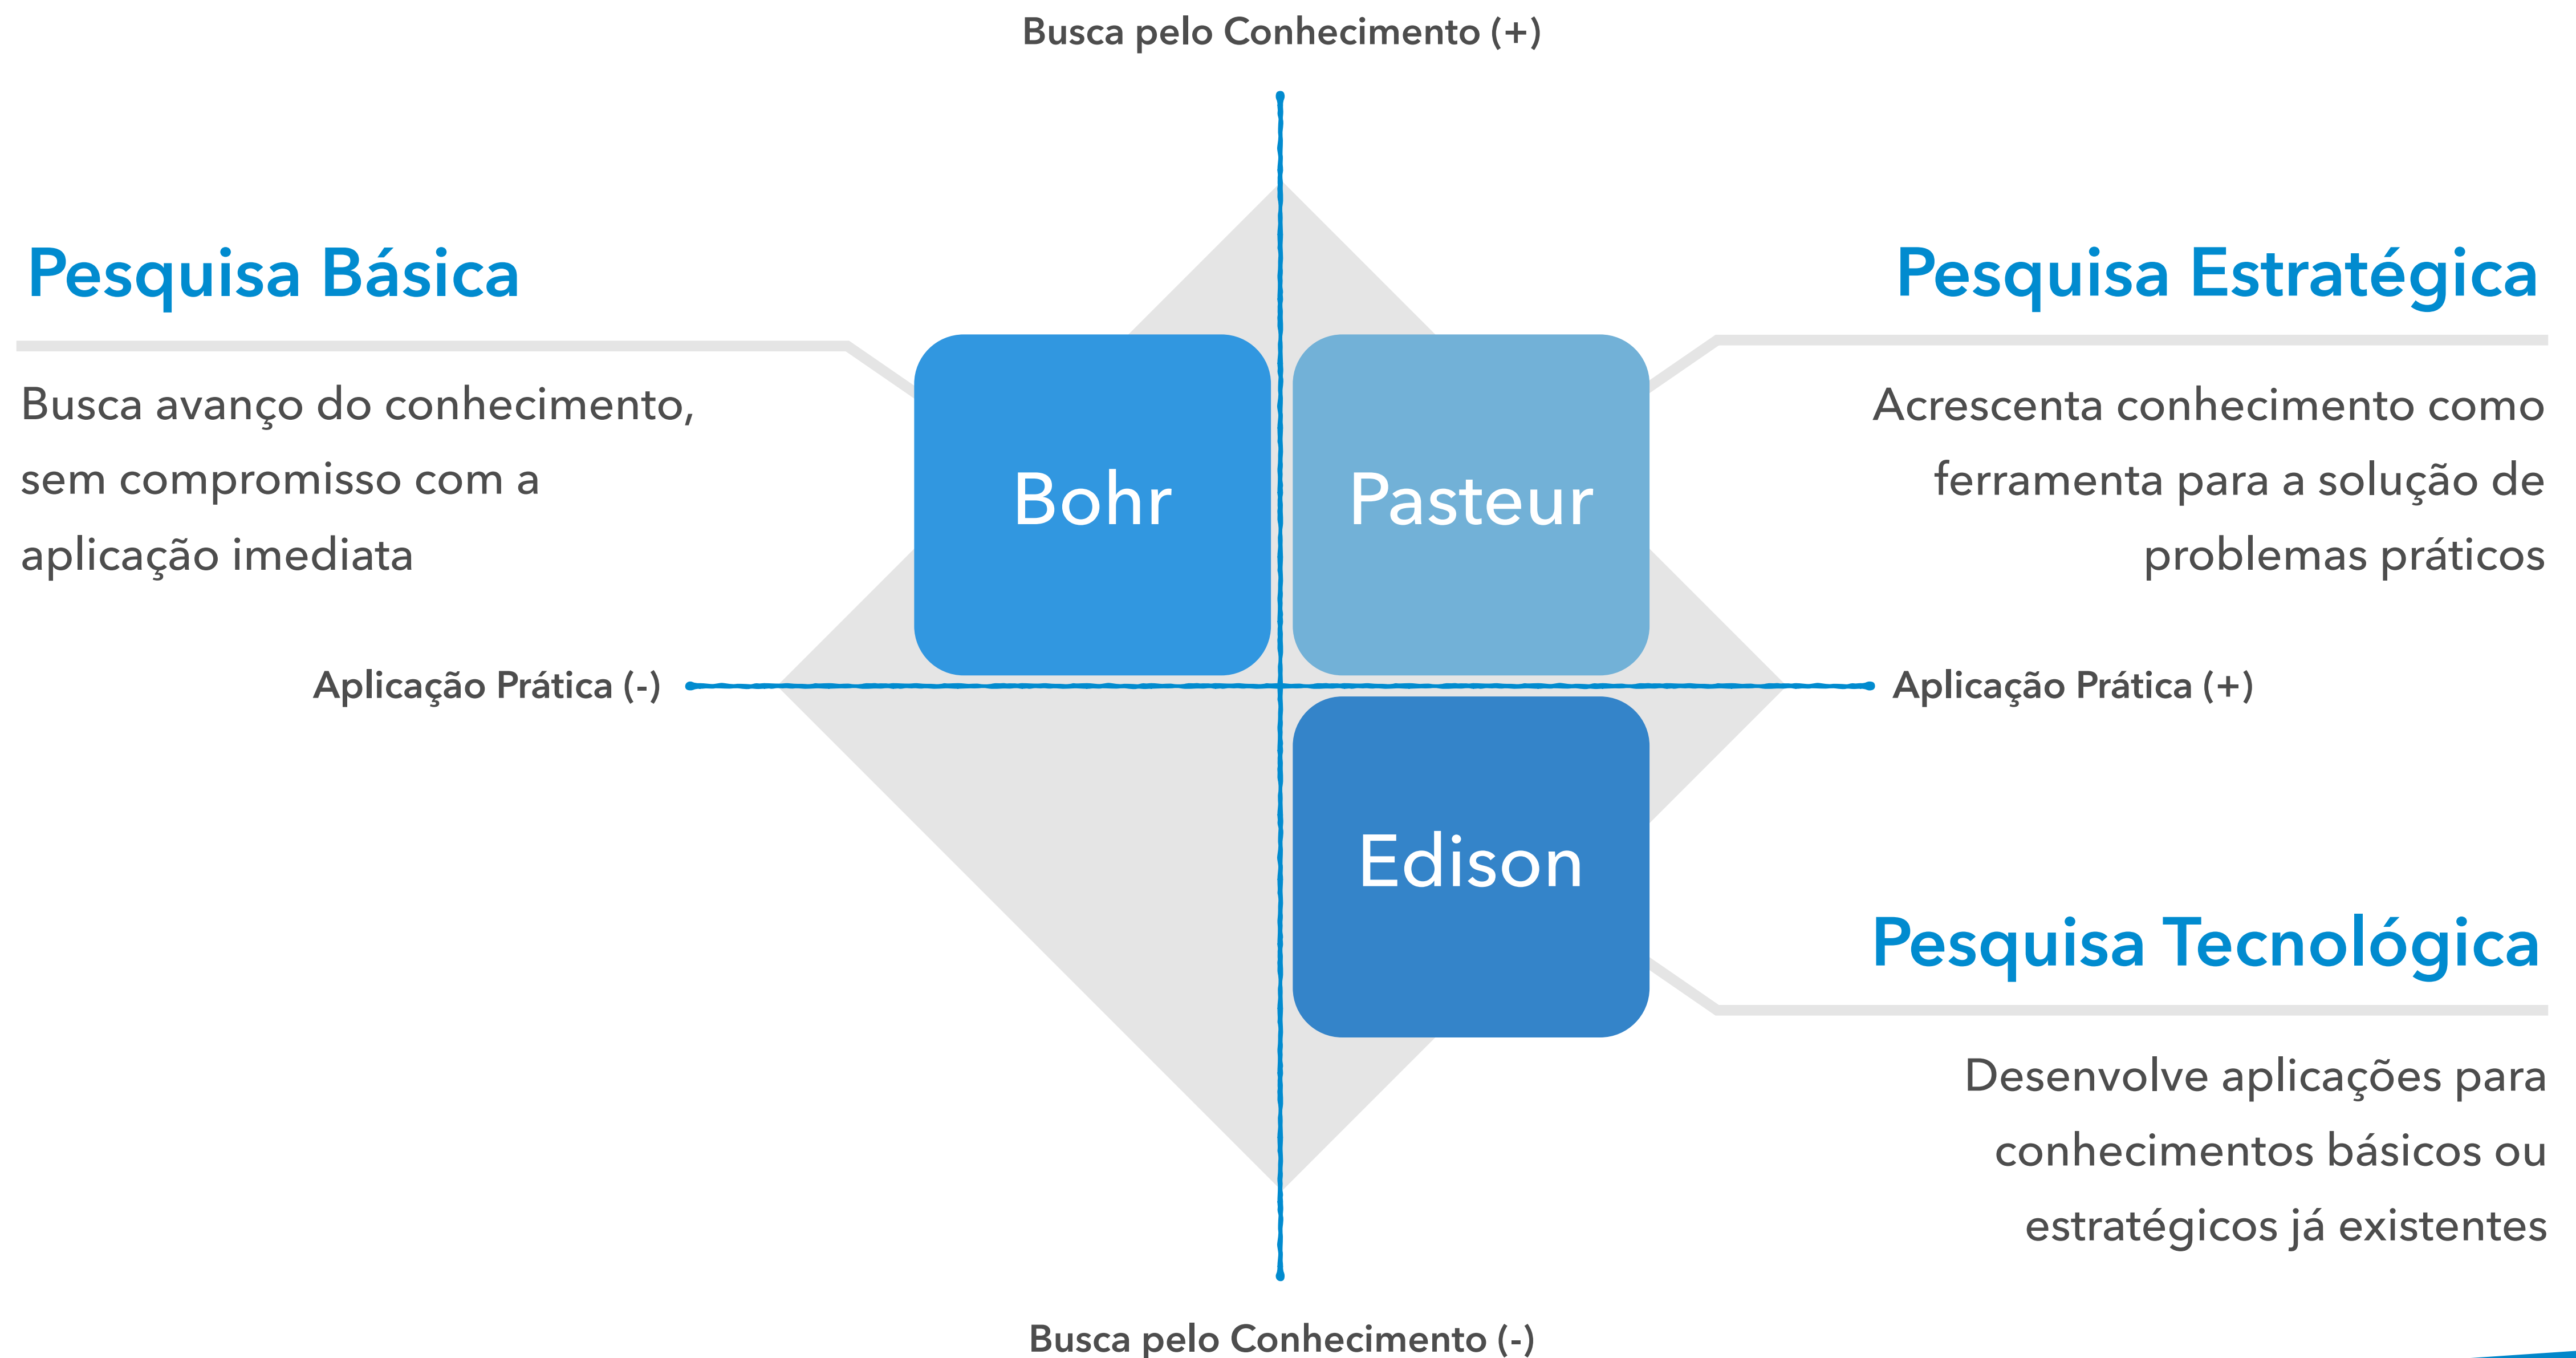 Busca pelo Conhecimento (+)
Pesquisa Básica
Busca avanço do conhecimento,
sem compromisso com a
aplicação imediata
Bohr
Pasteur
Pesquisa Estratégica
Acrescenta conhecimento como
ferramenta para a solução de
problemas práticos
Aplicação Prática (-)
Aplicação Prática (+)
Edison
Pesquisa Tecnológica
Desenvolve aplicações para
conhecimentos básicos ou
estratégicos já existentes
Busca pelo Conhecimento (-)